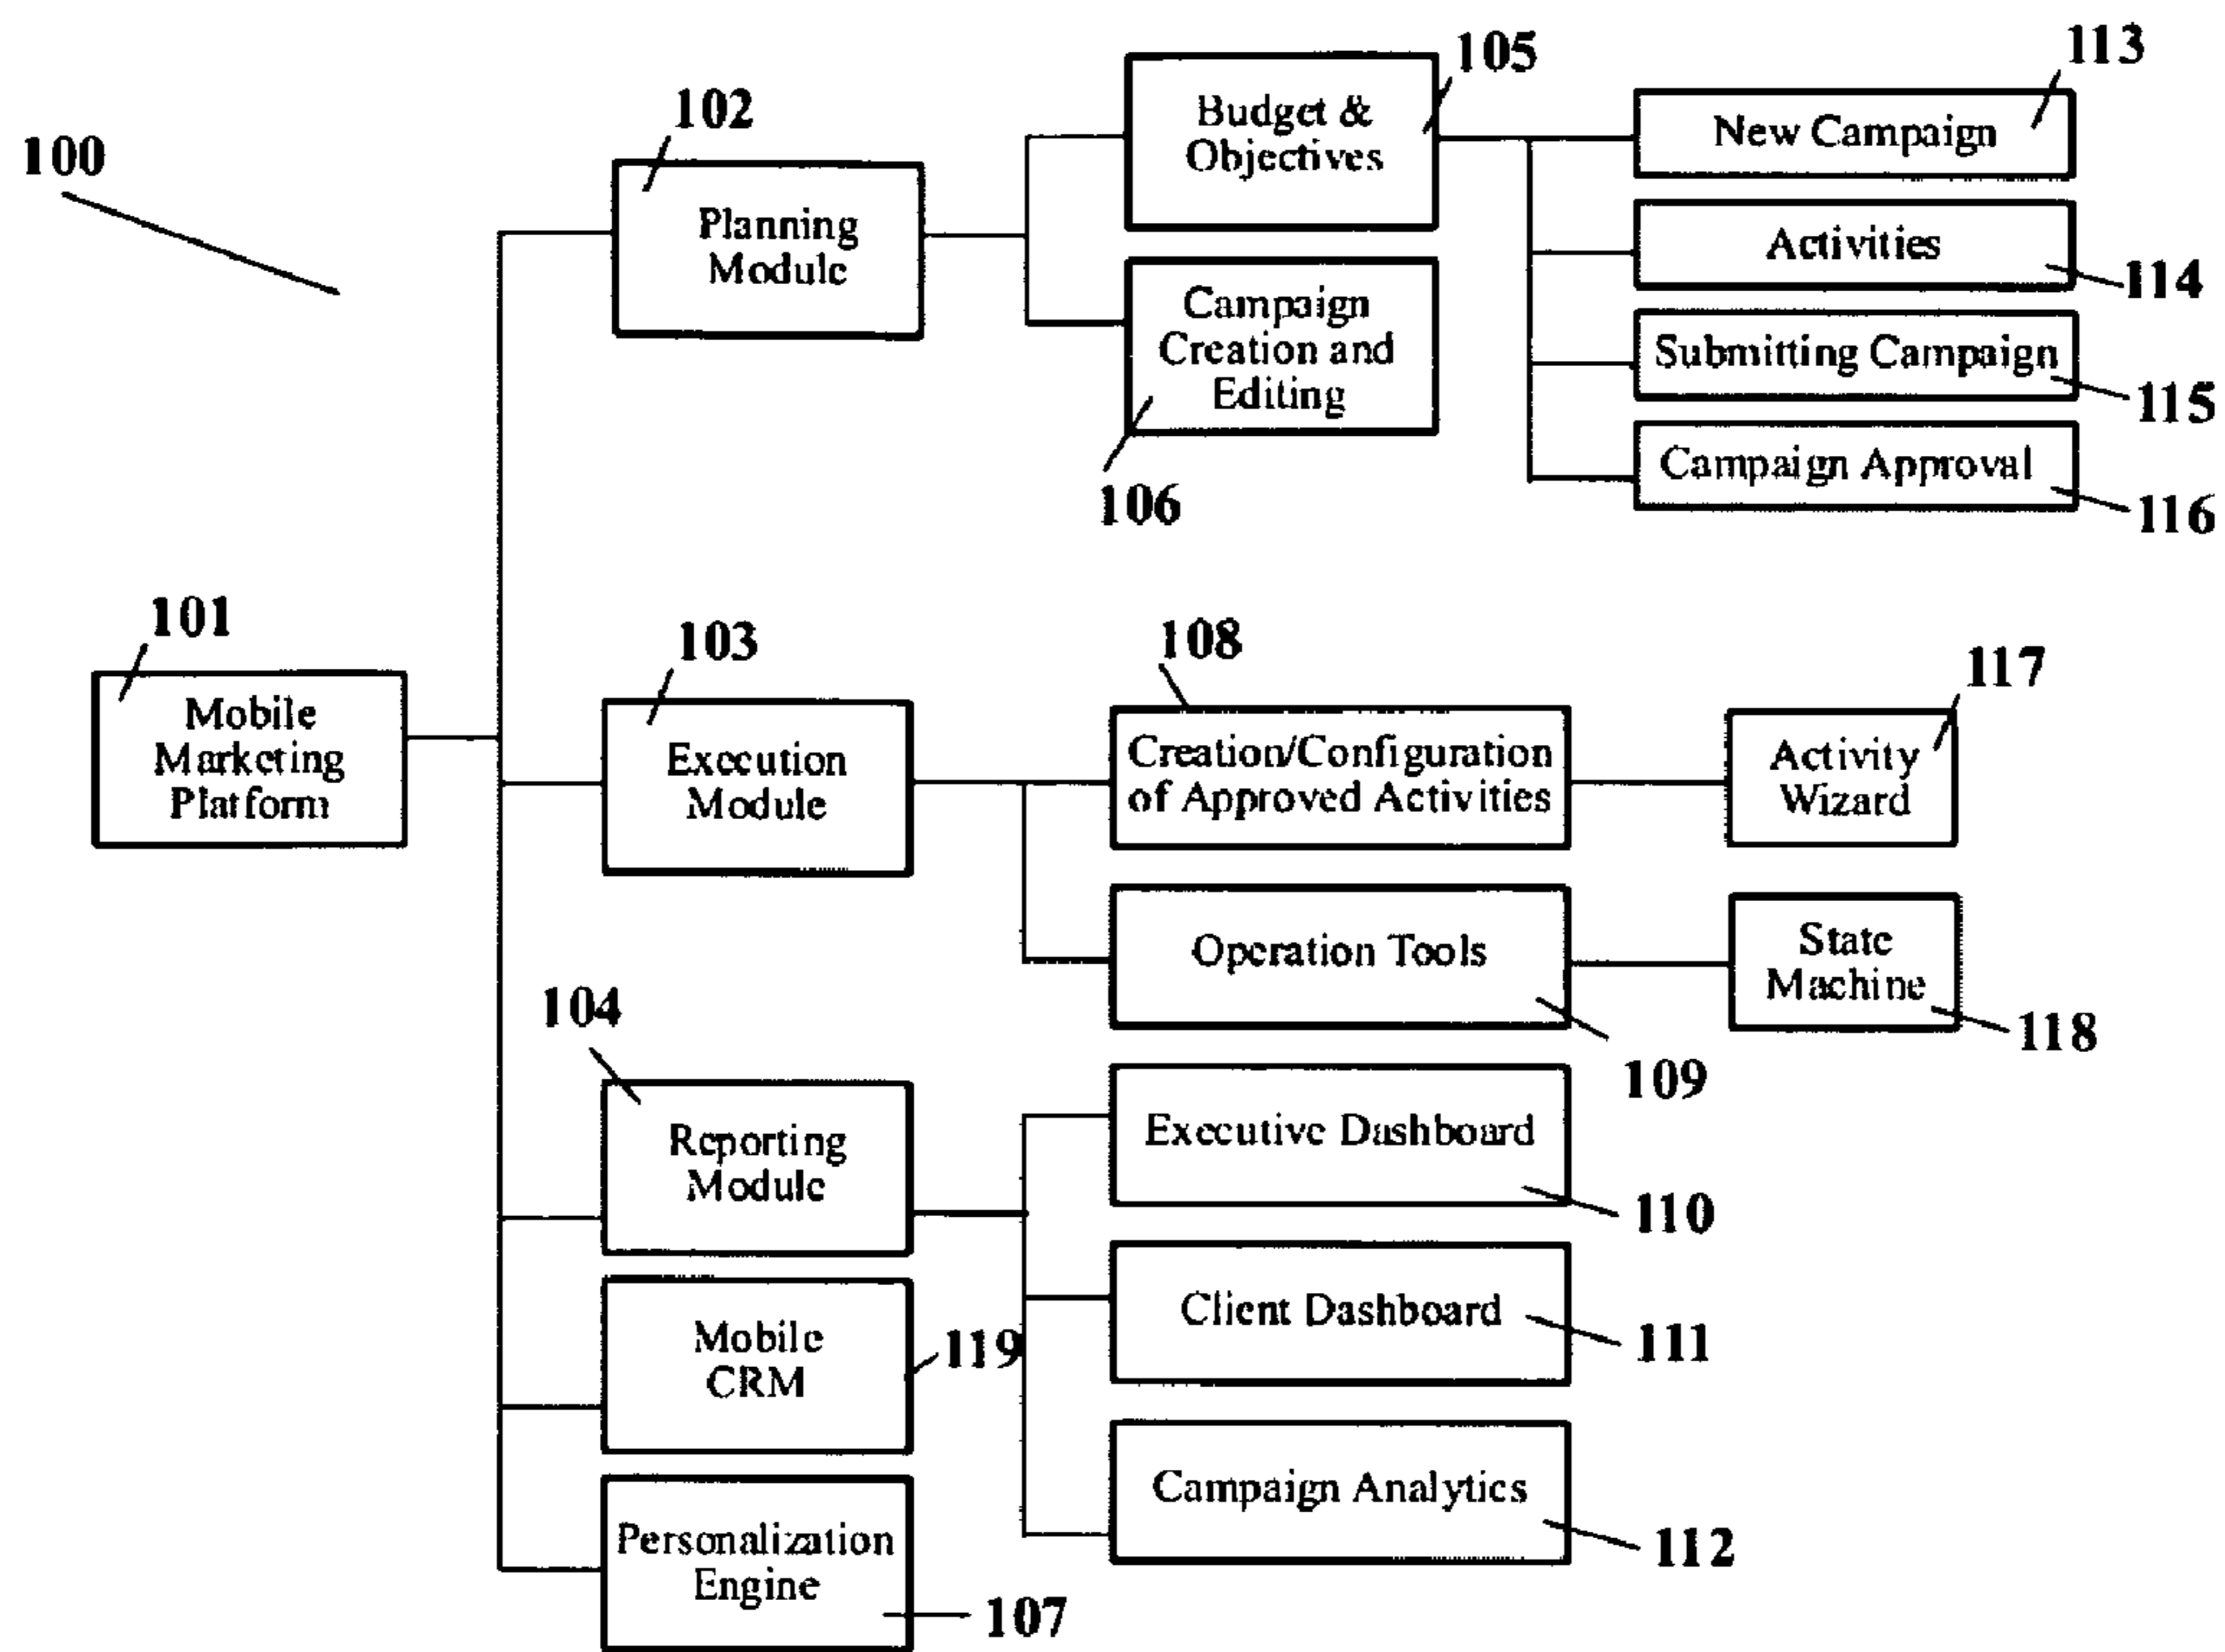 100
101
Mobile
Marketing
Platform
102
Planning
Module
105
Budget &
Objectives
Campaign
Creation and
Editing
106
113
New Campaign
Activities
114
Submitting Campaign
115
Campaign Approval
116
103
Execution
Module
108
Creation/Configuration
of Approved Activities
117
Activity
Wizard
Operation Tools
109
State
Machine
118
104
Reporting
Module
Executive Dashboard
110
Client Dashboard
111
Campaign Analytics
112
Mobile
CRM
119
Personalization
Engine
107